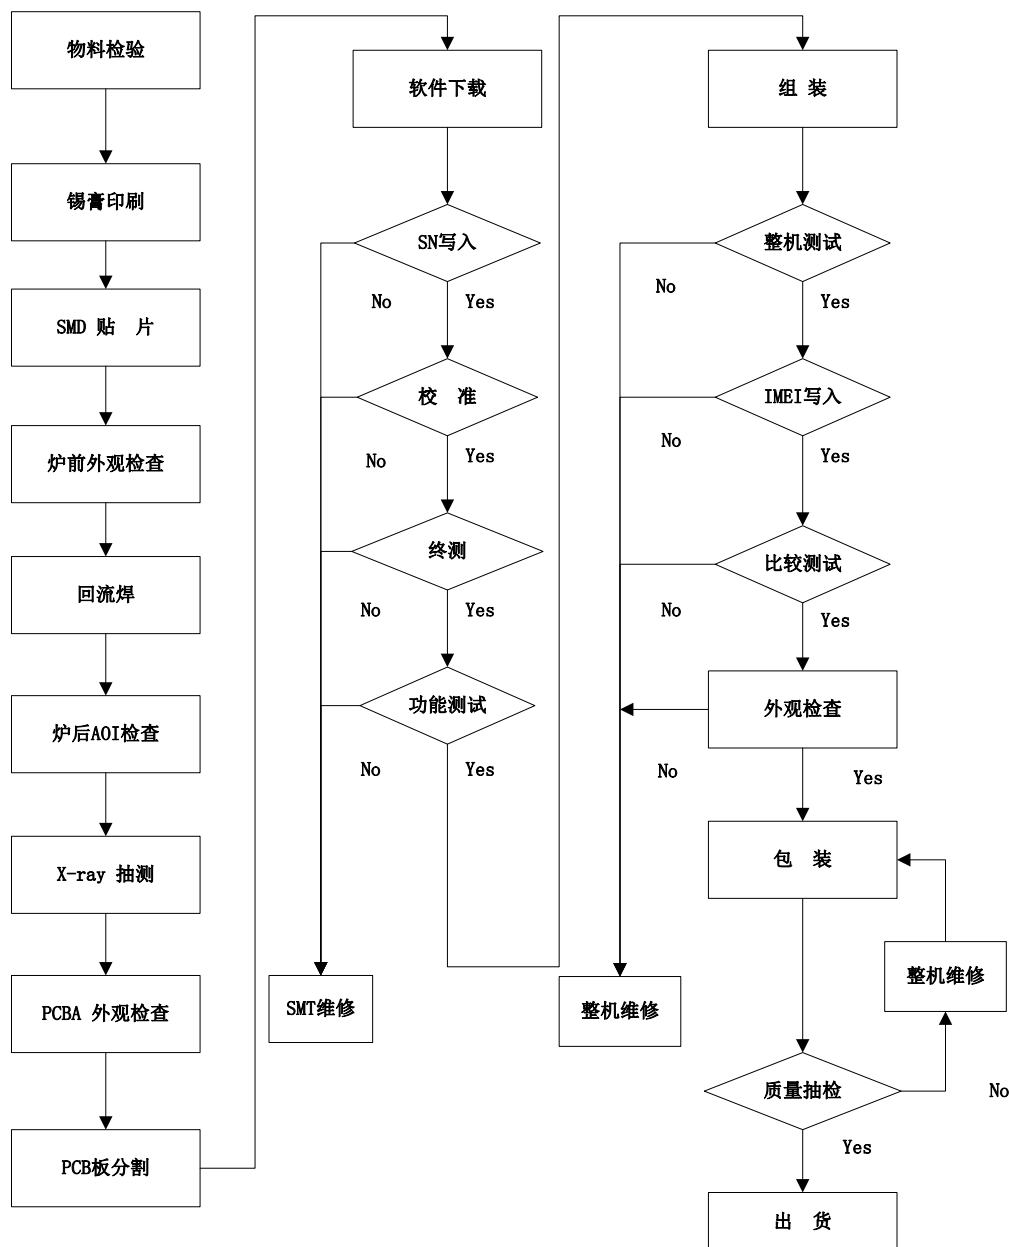 物料检验
锡膏印刷
SMD 贴　片
炉前外观检查
回流焊
炉后AOI检查
X-ray 抽测
PCBA 外观检查
PCB板分割
软件下载
SN写入
No
Yes
校　准
No
Yes
终测
No
Yes
功能测试
No
Yes
SMT维修
组 装
整机测试
No
Yes
IMEI写入
No
Yes
比较测试
No
Yes
外观检查
No
Yes
整机维修
包　装
整机维修
质量抽检
No
Yes
出　货